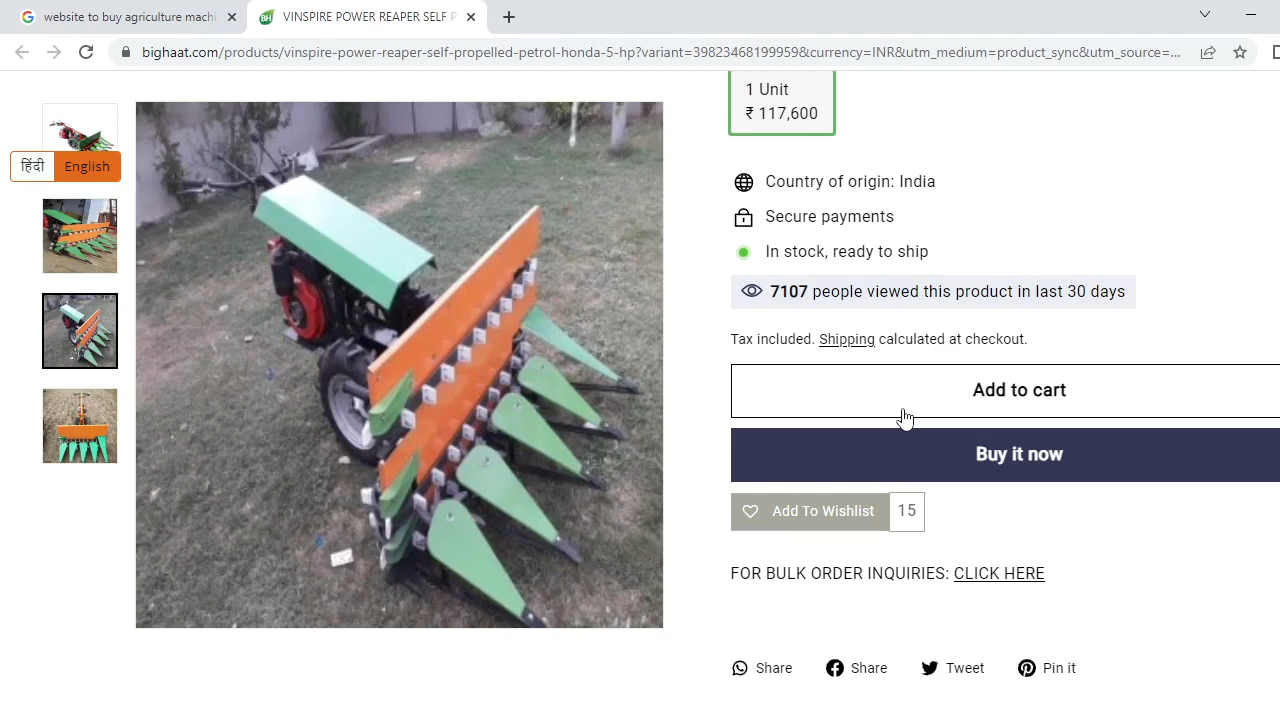 website to buy agriculture machi
VINSPIRE POWER REAPER SELF P
bighaat.com/products/vinspire-power-reaper-self-propelled-petrol-honda-5-hp?variant=39823468199959&currency=INR&utm_medium=product_sync&utm_source=...
1 Unit
₹ 117,600
हिंदी English
Country of origin: India
Secure payments
In stock, ready to ship
7107 people viewed this product in last 30 days
Tax included. Shipping calculated at checkout.
Add to cart
Buy it now
Add To Wishlist 15
FOR BULK ORDER INQUIRIES: CLICK HERE
Share Share Tweet Pin it